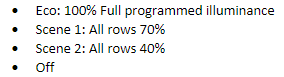 • Eco: 100% Full programmed illuminance
• Scene 1: All rows 70%
• Scene 2: All rows 40%
• Off